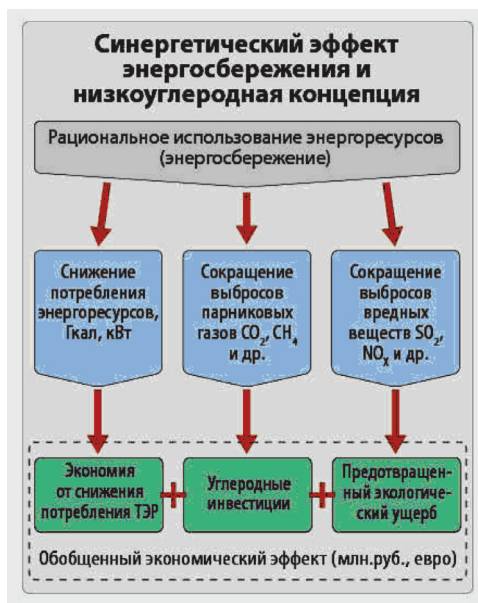 Синергетический эффект
энергосбережения и
низкоуглеродная концепция
Рациональное использование энергоресурсов
(энергосбережение)
Снижение
потребления
энергоресурсов,
Гкал, кВт
Сокращение
выбросов
парниковых
газов CO₂, CH₄
и др.
Сокращение
выбросов
вредных
веществ SO₂,
NOₓ и др.
Экономия
от снижения
потребления ТЭР
+
Углеродные
инвестиции
+
Предотвращен-
ный экологиче-
ский ущерб
Обобщенный экономический эффект (млн.руб., евро)